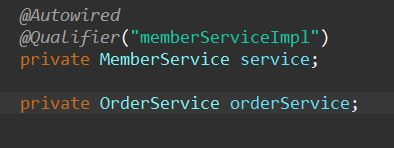 @Autowired
@Qualifier("memberServiceImpl")
private MemberService service;
private OrderService orderService;